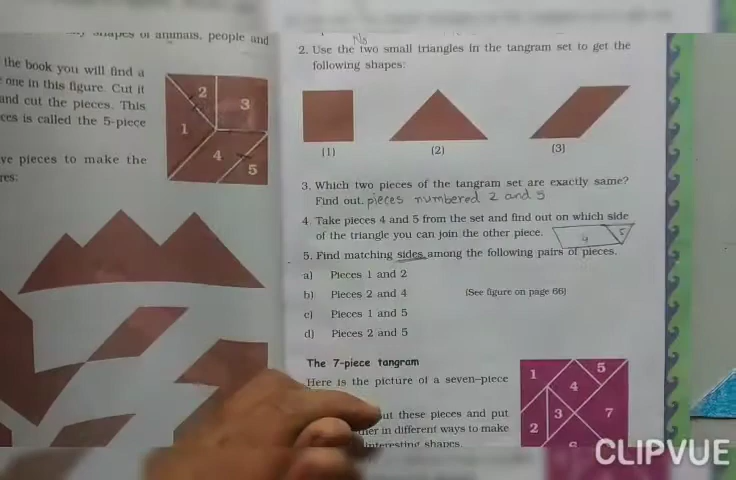 shapes of animals, people and
the book you will find a
one in this figure. Cut it
and cut the pieces. This
ces is called the 5-piece
ve pieces to make the
res:
2
3
1
4
5
No
2. Use the two small triangles in the tangram set to get the
following shapes:
(1)
(2)
(3)
3. Which two pieces of the tangram set are exactly same?
Find out. pieces numbered 2 and 5
4. Take pieces 4 and 5 from the set and find out on which side
of the triangle you can join the other piece.
4
5
5. Find matching sides among the following pairs of pieces.
a) Pieces 1 and 2
b) Pieces 2 and 4 (See figure on page 66)
c) Pieces 1 and 5
d) Pieces 2 and 5
The 7-piece tangram
Here is the picture of a seven-piece
out these pieces and put
in different ways to make
interesting shapes.
1
5
4
3
7
2
6
CLIPVUE